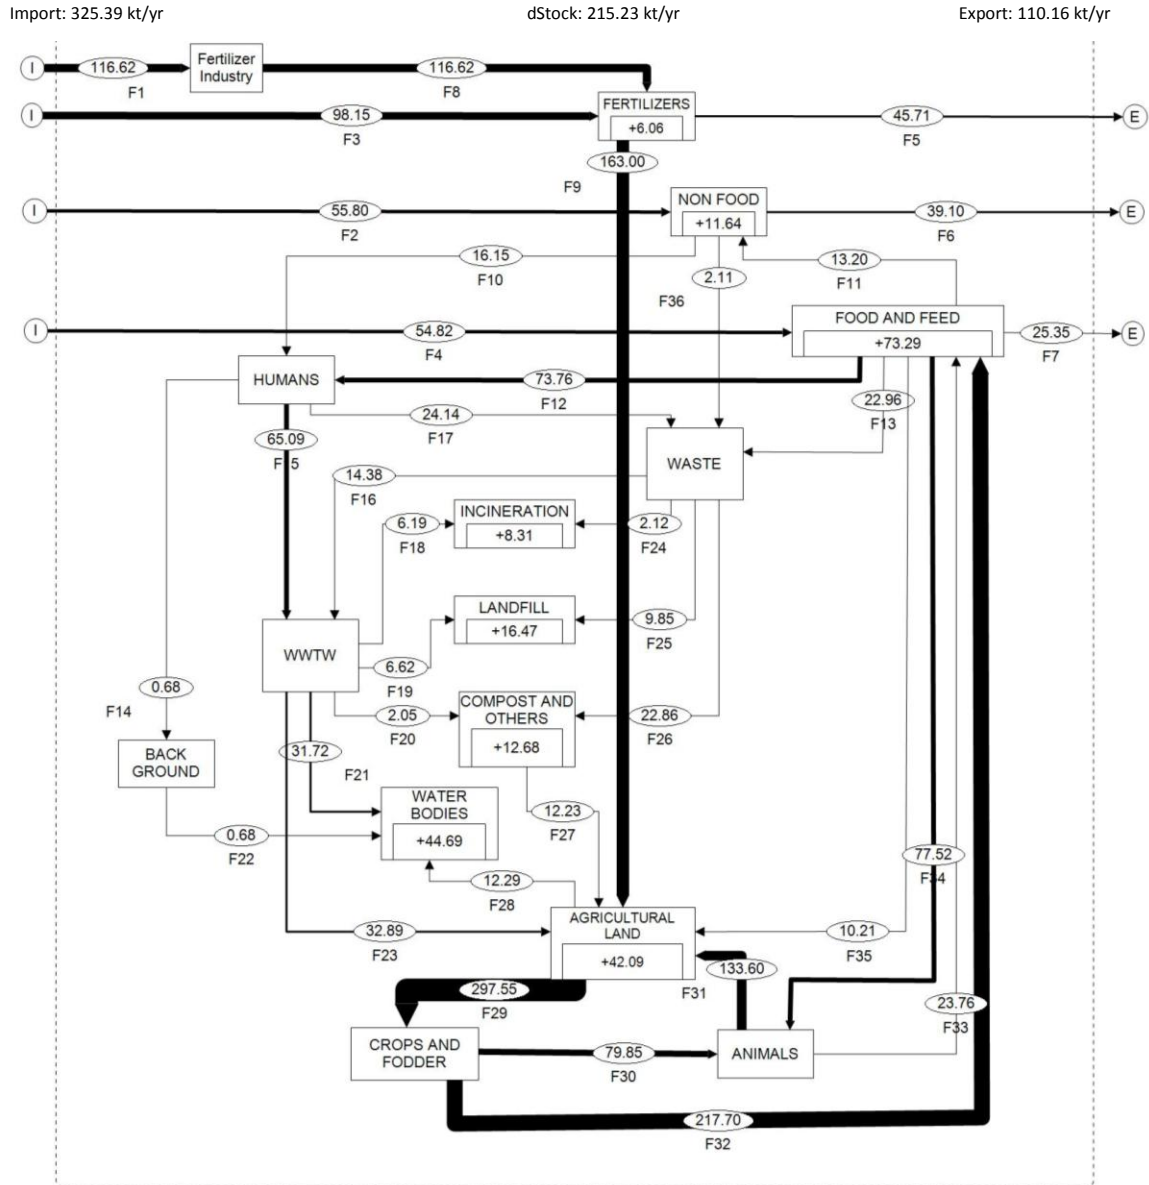 Import: 325.39 kt/yr
dStock: 215.23 kt/yr
Export: 110.16 kt/yr
I
116.62
F1
Fertilizer
Industry
116.62
F8
I
98.15
F3
FERTILIZERS
+6.06
45.71
F5
E
163.00
F9
I
55.80
F2
NON FOOD
+11.64
39.10
F6
E
16.15
F10
2.11
F36
13.20
F11
I
54.82
F4
FOOD AND FEED
+73.29
25.35
F7
E
HUMANS
73.76
F12
22.96
F13
24.14
F17
65.09
F15
WASTE
14.38
F16
INCINERATION
+8.31
6.19
F18
2.12
F24
LANDFILL
+16.47
9.85
F25
WWTW
6.62
F19
0.68
F14
COMPOST AND
OTHERS
+12.68
2.05
F20
22.86
F26
BACK
GROUND
31.72
F21
WATER
BODIES
+44.69
12.23
F27
0.68
F22
77.52
F34
12.29
F28
AGRICULTURAL
LAND
+42.09
32.89
F23
10.21
F35
133.60
F31
297.55
F29
23.76
F33
CROPS AND
FODDER
79.85
F30
ANIMALS
217.70
F32